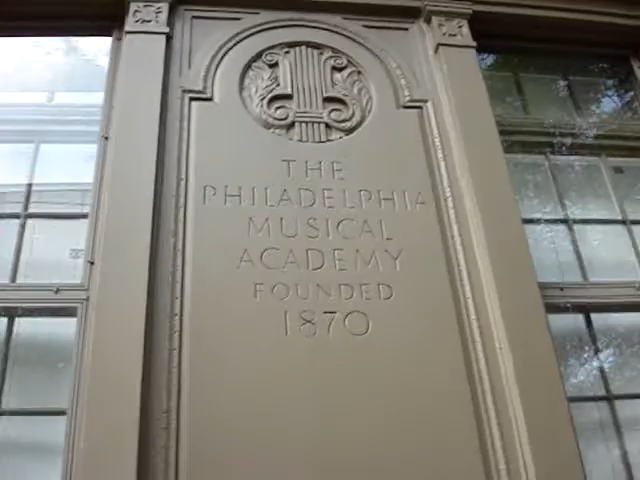 THE
PHILADELPHIA
MUSICAL
ACADEMY
FOUNDED
1870